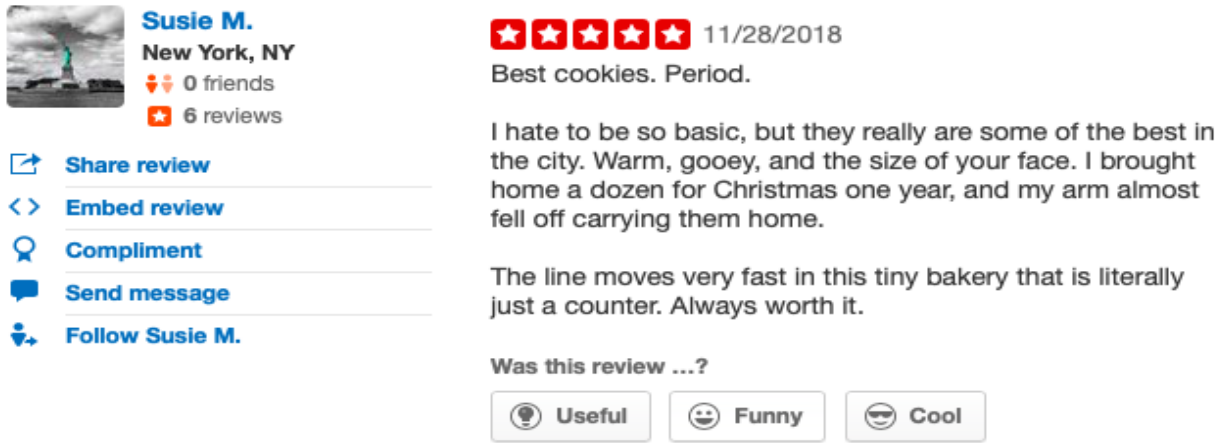 Susie M.
New York, NY
0 friends
6 reviews
Share review
Embed review
Compliment
Send message
Follow Susie M.
11/28/2018
Best cookies. Period.
I hate to be so basic, but they really are some of the best in
the city. Warm, gooey, and the size of your face. I brought
home a dozen for Christmas one year, and my arm almost
fell off carrying them home.
The line moves very fast in this tiny bakery that is literally
just a counter. Always worth it.
Was this review ...?
Useful
Funny
Cool